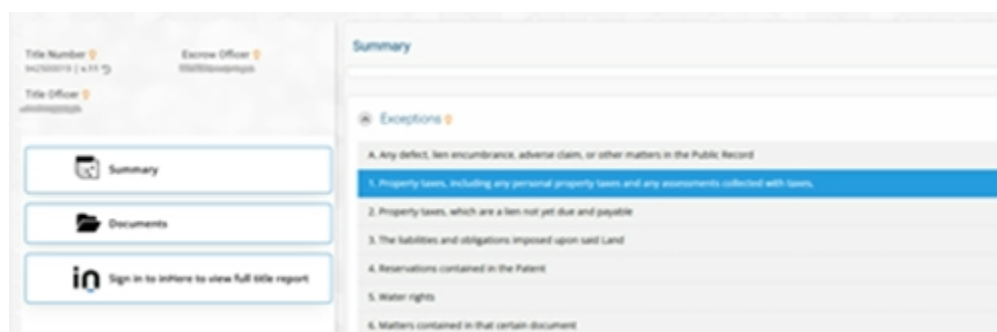 Title Number
Escrow Officer
Title Officer
Summary
Documents
in Sign in to inHere to view full title report
Summary
Exceptions
A. Any defect, lien encumbrance, adverse claim, or other matters in the Public Record
1. Property taxes, including any personal property taxes and any assessments collected with taxes,
2. Property taxes, which are a lien not yet due and payable
3. The liabilities and obligations imposed upon said Land
4. Reservations contained in the Patent
5. Water rights
6. Matters contained in that certain document